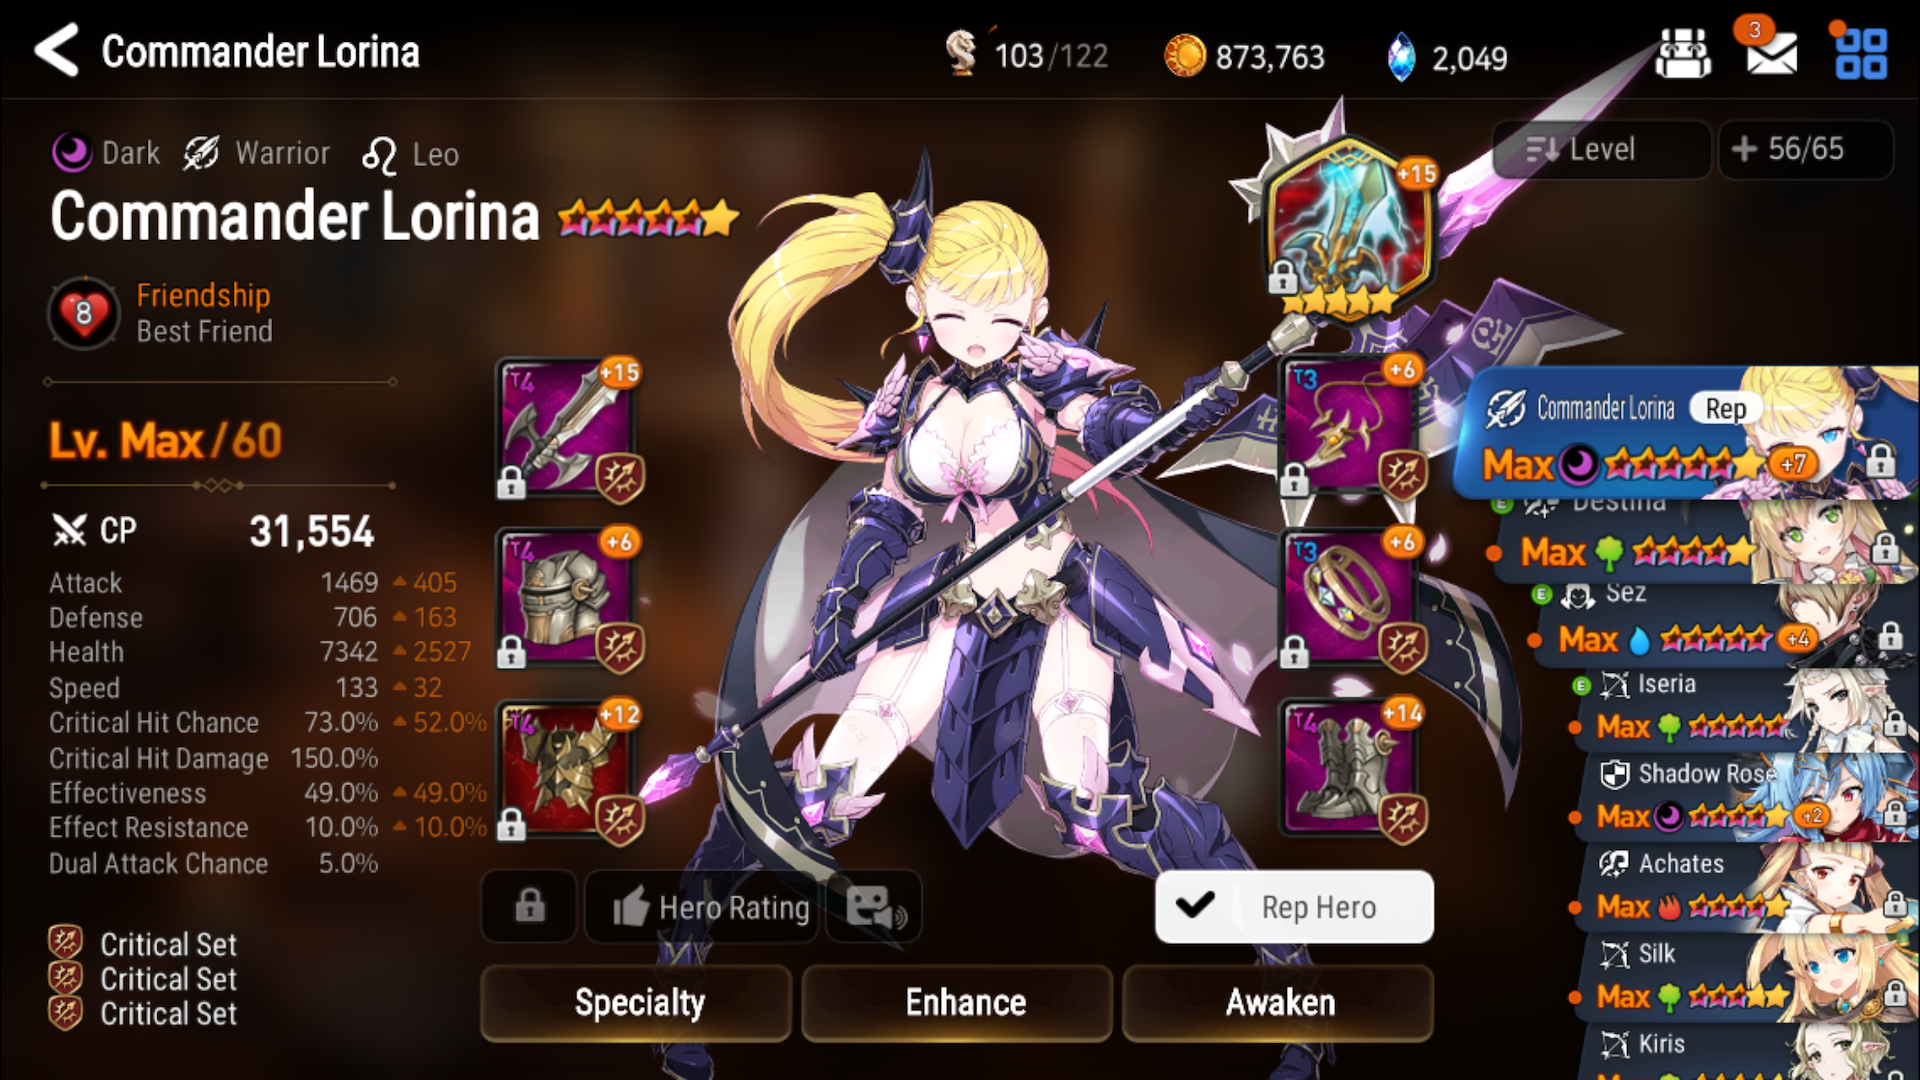 Commander Lorina
103/122
873,763
2,049
3
Dark Warrior Leo
Level
+ 56/65
Commander Lorina
+15
8
Friendship
Best Friend
Lv. Max/60
CP 31,554
Attack 1469 405
Defense 706 163
Health 7342 2527
Speed 133 32
Critical Hit Chance 73.0% 52.0%
Critical Hit Damage 150.0%
Effectiveness 49.0% 49.0%
Effect Resistance 10.0% 10.0%
Dual Attack Chance 5.0%
Critical Set
Critical Set
Critical Set
T4 +15
T4 +6
T4 +12
T3 +6
T3 +6
T4 +14
Hero Rating
Rep Hero
Specialty
Enhance
Awaken
Commander Lorina Rep
Max +7
E Destina
Max
E Sez
Max +4
E Iseria
Max
Shadow Rose
Max +2
Achates
Max
Silk
Max
Kiris